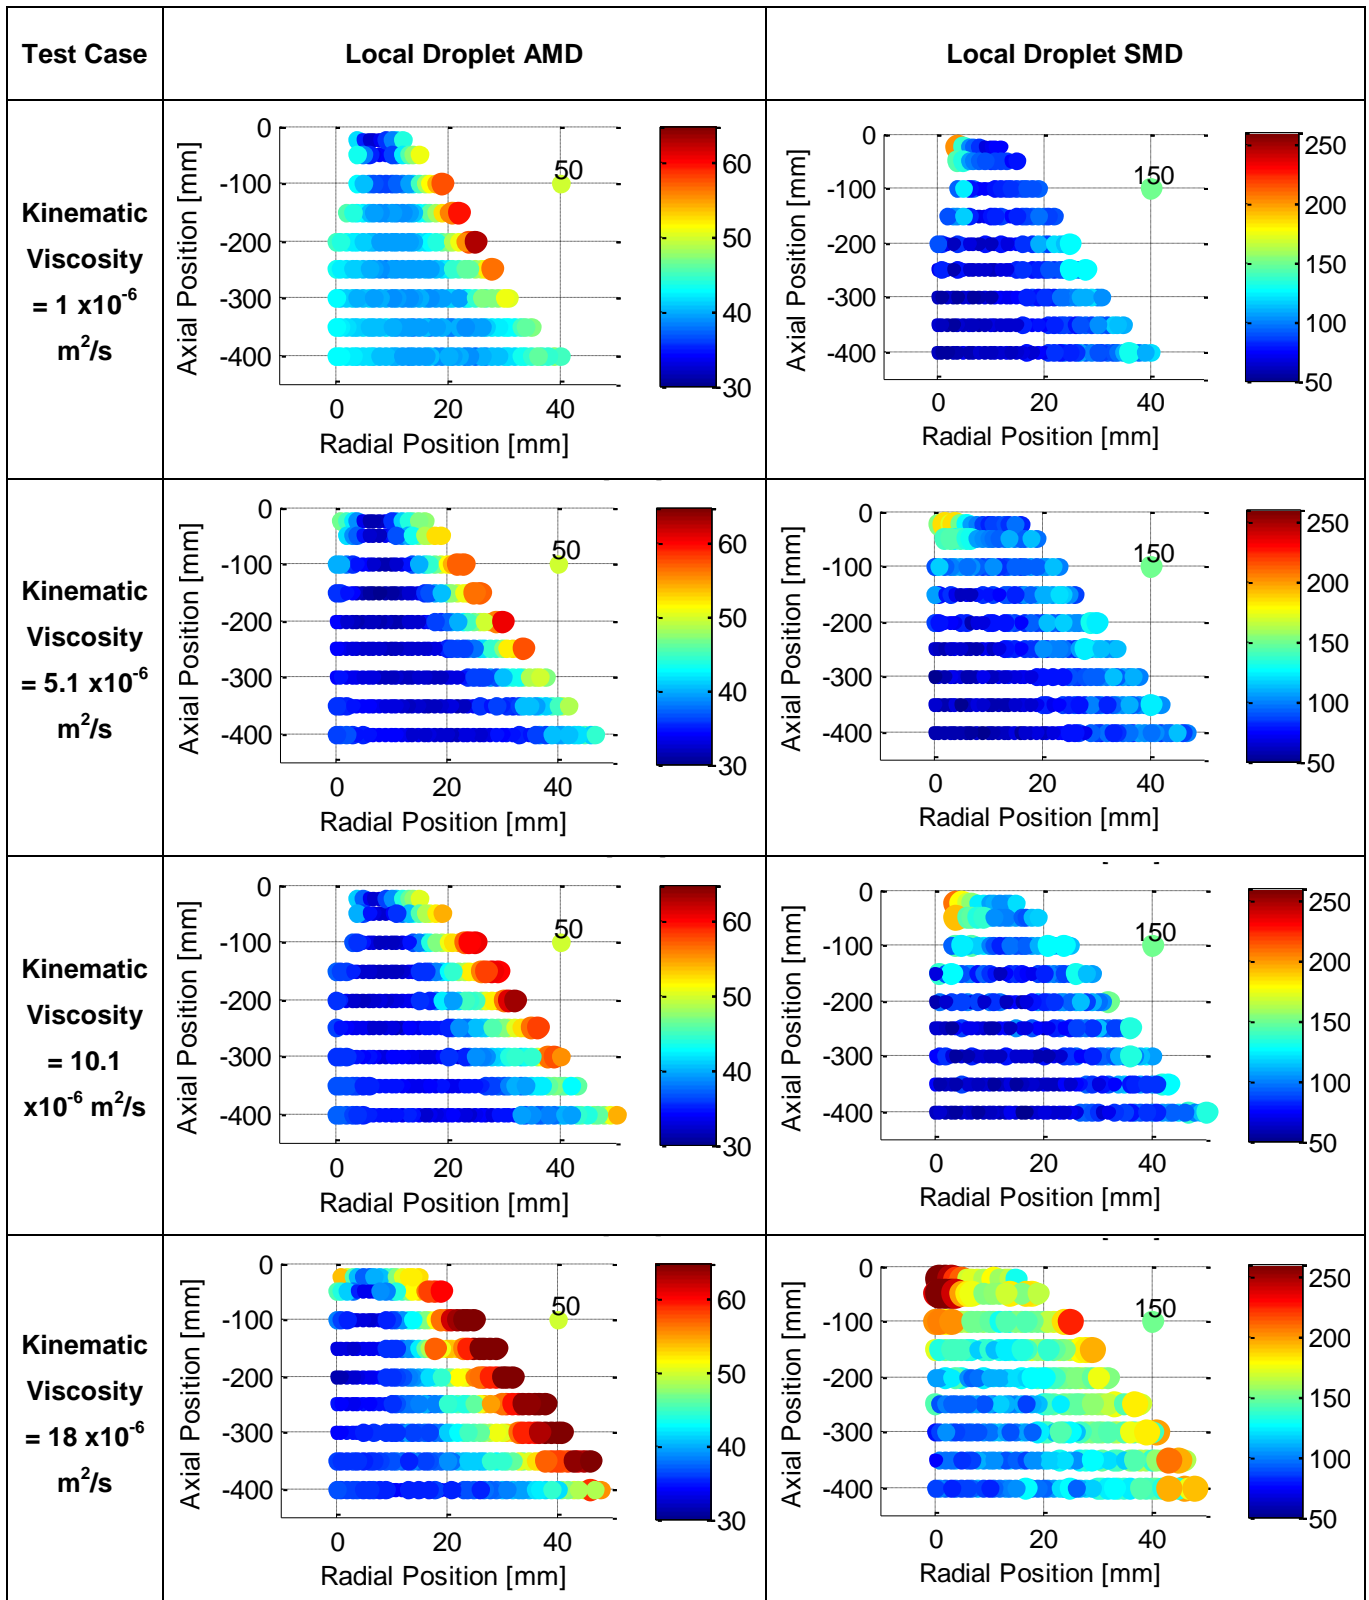 Test Case
Local Droplet AMD
Local Droplet SMD
Kinematic
Viscosity
= 1 x10⁻⁶
m²/s
0
-100
-200
-300
-400
Axial Position [mm]
0 20 40
Radial Position [mm]
50
60
50
40
30
0
-100
-200
-300
-400
Axial Position [mm]
0 20 40
Radial Position [mm]
150
250
200
150
100
50
Kinematic
Viscosity
= 5.1 x10⁻⁶
m²/s
0
-100
-200
-300
-400
Axial Position [mm]
0 20 40
Radial Position [mm]
50
60
50
40
30
0
-100
-200
-300
-400
Axial Position [mm]
0 20 40
Radial Position [mm]
150
250
200
150
100
50
Kinematic
Viscosity
= 10.1
x10⁻⁶ m²/s
0
-100
-200
-300
-400
Axial Position [mm]
0 20 40
Radial Position [mm]
50
60
50
40
30
0
-100
-200
-300
-400
Axial Position [mm]
0 20 40
Radial Position [mm]
150
250
200
150
100
50
Kinematic
Viscosity
= 18 x10⁻⁶
m²/s
0
-100
-200
-300
-400
Axial Position [mm]
0 20 40
Radial Position [mm]
50
60
50
40
30
0
-100
-200
-300
-400
Axial Position [mm]
0 20 40
Radial Position [mm]
150
250
200
150
100
50